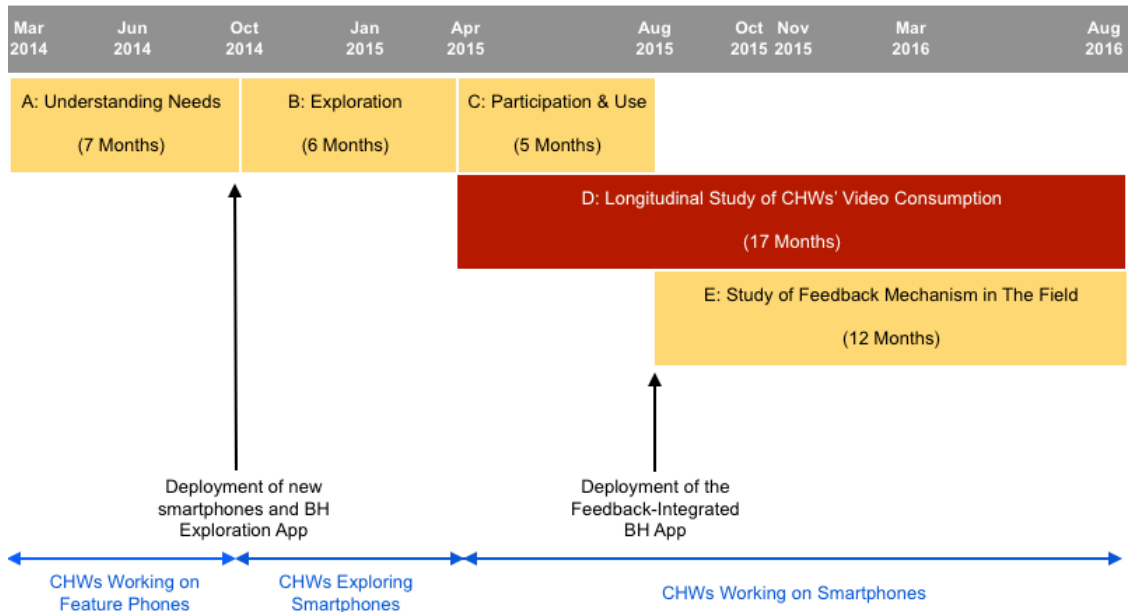 Mar Jun Oct Jan Apr Aug Oct Nov Mar Aug
2014 2014 2014 2015 2015 2015 2015 2015 2016 2016
A: Understanding Needs
(7 Months)
B: Exploration
(6 Months)
C: Participation & Use
(5 Months)
D: Longitudinal Study of CHWs' Video Consumption
(17 Months)
E: Study of Feedback Mechanism in The Field
(12 Months)
Deployment of new
smartphones and BH
Exploration App
Deployment of the
Feedback-Integrated
BH App
CHWs Working on
Feature Phones
CHWs Exploring
Smartphones
CHWs Working on Smartphones